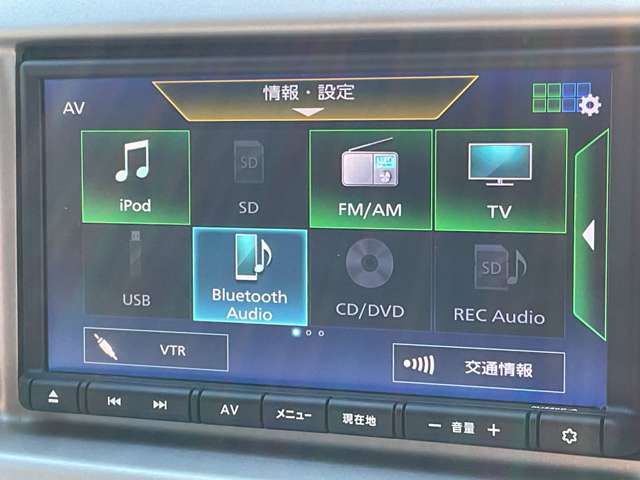 情報・設定
AV
iPod
SD
SD
FM/AM
TV
USB
Bluetooth
Audio
CD/DVD
SD
REC Audio
VTR
交通情報
AV
メニュー
現在地
音量